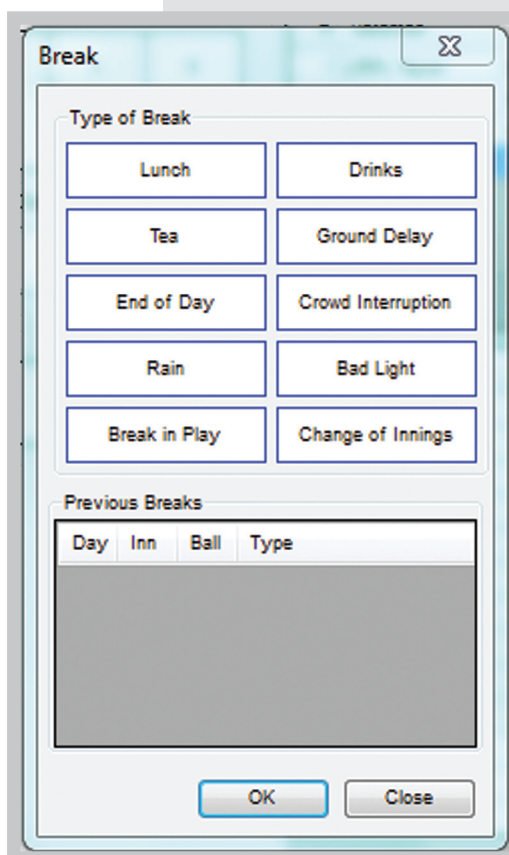 Break
Type of Break
Lunch Drinks
Tea Ground Delay
End of Day Crowd Interruption
Rain Bad Light
Break in Play Change of Innings
Previous Breaks
Day Inn Ball Type
OK Close